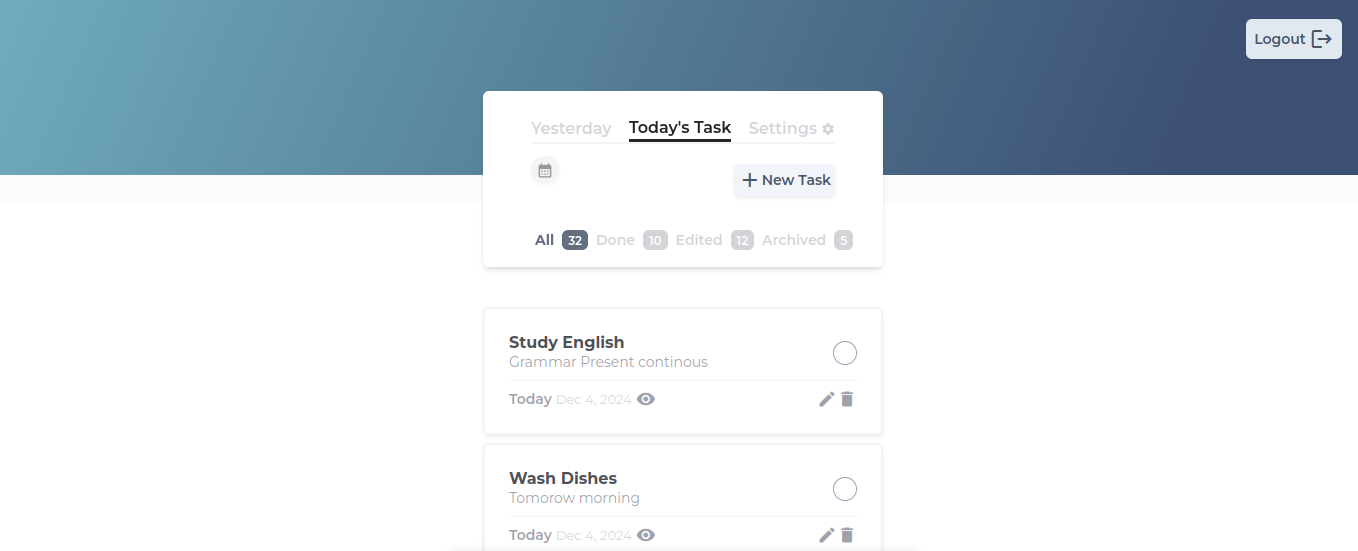 Logout
Yesterday Today's Task Settings
New Task
All 32 Done 10 Edited 12 Archived 5
Study English
Grammar Present continous
Today Dec 4, 2024
Wash Dishes
Tomorow morning
Today Dec 4, 2024